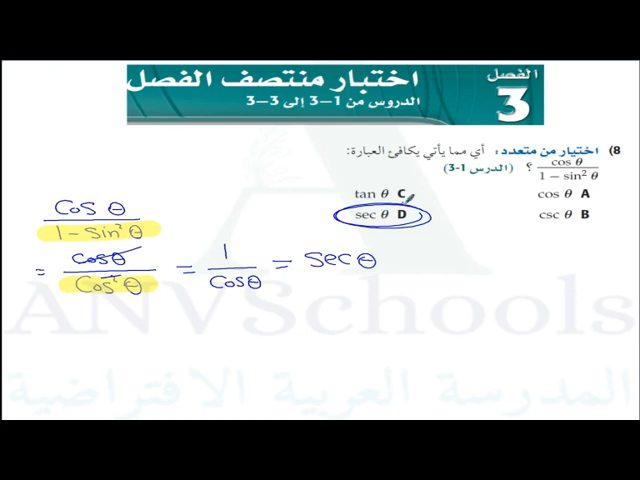 الفصل 3
اختبار منتصف الفصل
الدروس من 1-3 إلى 3-3
8) اختيار من متعدد: أي مما يأتي يكافئ العبارة:
cos θ / 1 − sin² θ ؟ (الدرس 1-3)
cos θ A
tan θ C
csc θ B
sec θ D
cos θ / 1 − sin² θ
= cos θ / cos² θ = 1 / cos θ = sec θ
ANVSchools
المدرسة العربية الافتراضية